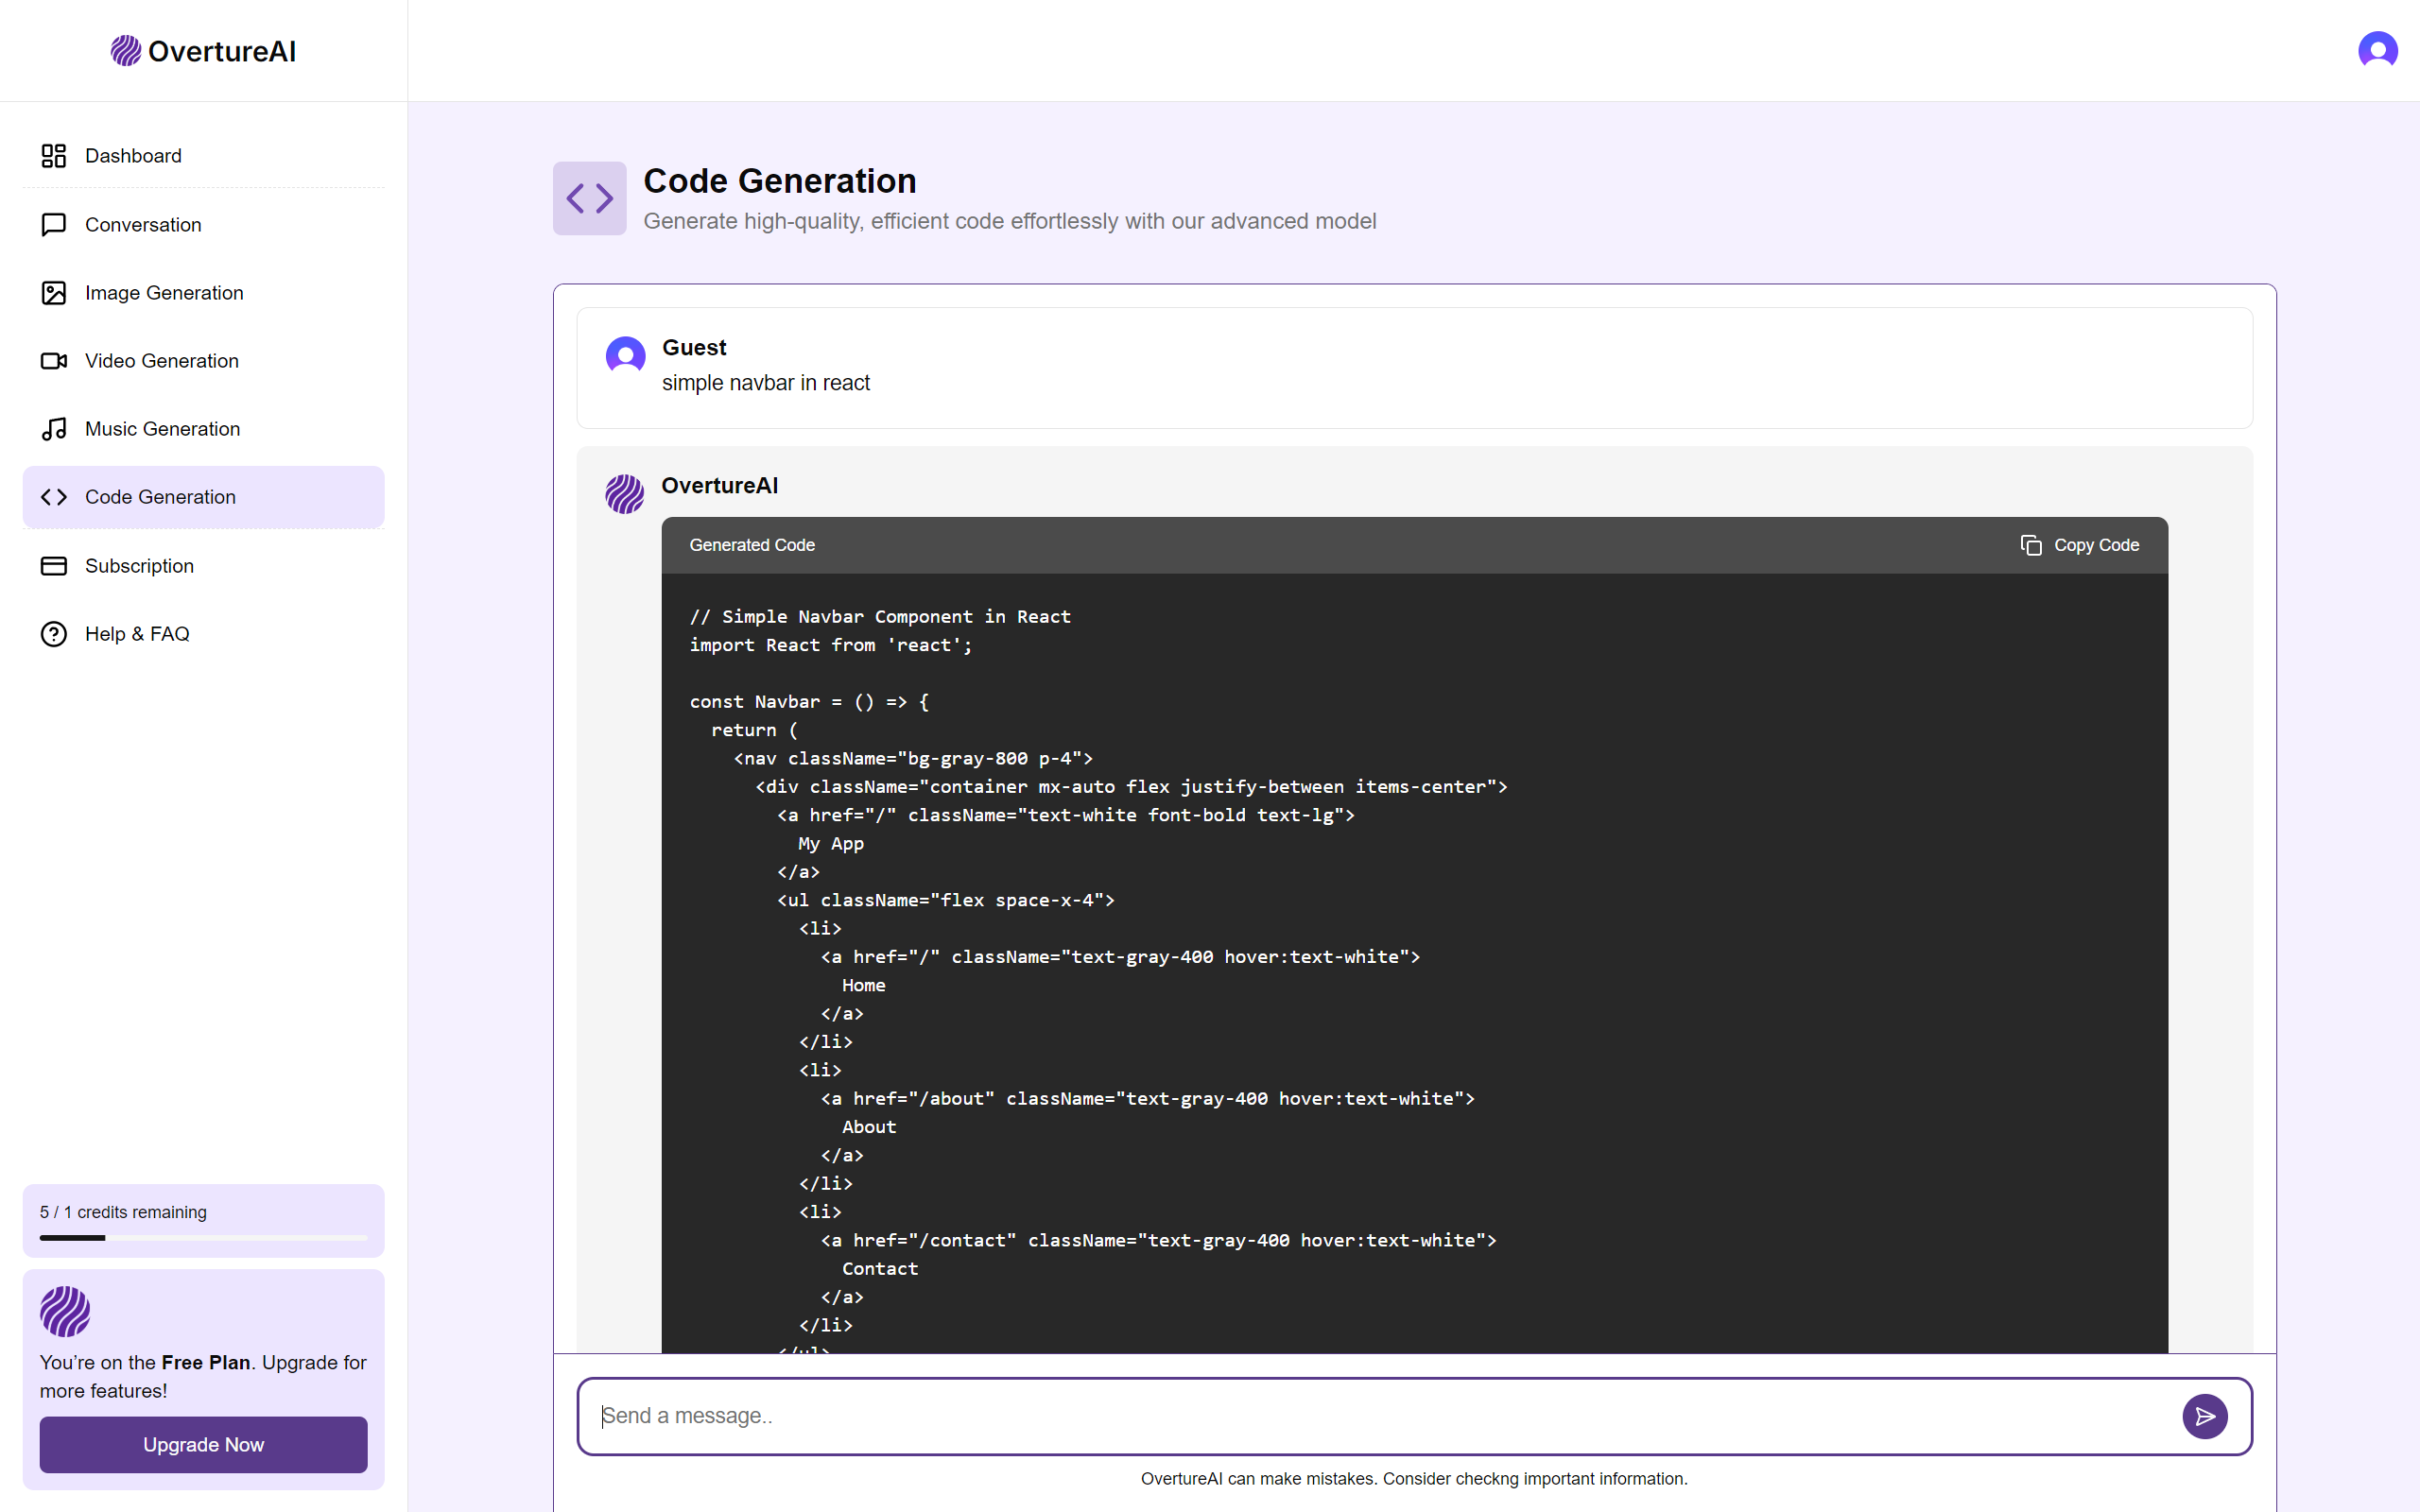 OvertureAI
Dashboard
Conversation
Image Generation
Video Generation
Music Generation
Code Generation
Subscription
Help & FAQ
5 / 1 credits remaining
You’re on the Free Plan. Upgrade for
more features!
Upgrade Now
Code Generation
Generate high-quality, efficient code effortlessly with our advanced model
Guest
simple navbar in react
OvertureAI
Generated Code
Copy Code
// Simple Navbar Component in React
import React from 'react';
const Navbar = () => {
  return (
    <nav className="bg-gray-800 p-4">
      <div className="container mx-auto flex justify-between items-center">
        <a href="/" className="text-white font-bold text-lg">
          My App
        </a>
        <ul className="flex space-x-4">
          <li>
            <a href="/" className="text-gray-400 hover:text-white">
              Home
            </a>
          </li>
          <li>
            <a href="/about" className="text-gray-400 hover:text-white">
              About
            </a>
          </li>
          <li>
            <a href="/contact" className="text-gray-400 hover:text-white">
              Contact
            </a>
          </li>
        </ul>
Send a message..
OvertureAI can make mistakes. Consider checkng important information.